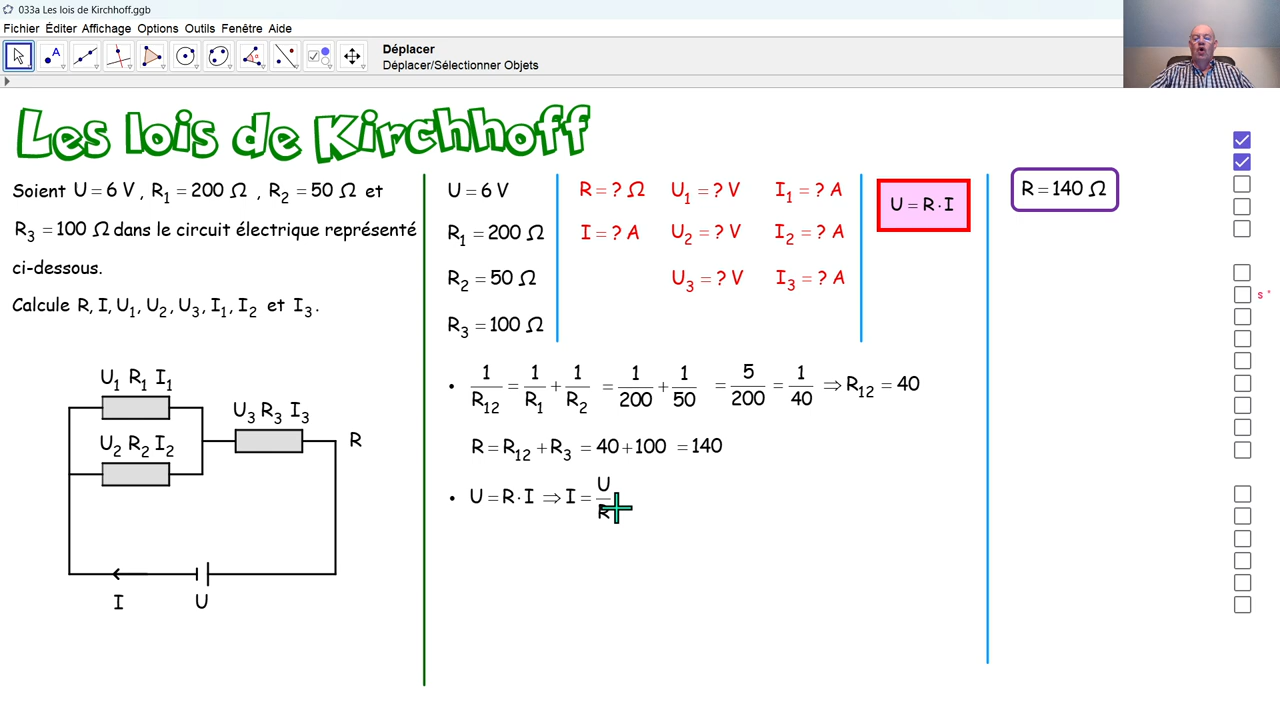 033a Les lois de Kirchhoff.ggb
Fichier Éditer Affichage Options Outils Fenêtre Aide
A
Déplacer
Déplacer/Sélectionner Objets
Les lois de Kirchhoff
Soient U = 6 V , R₁ = 200 Ω , R₂ = 50 Ω et
R₃ = 100 Ω dans le circuit électrique représenté
ci-dessous.
Calcule R, I, U₁, U₂, U₃, I₁, I₂ et I₃.
U₁ R₁ I₁
U₂ R₂ I₂
U₃ R₃ I₃
R
I
U
U = 6 V
R₁ = 200 Ω
R₂ = 50 Ω
R₃ = 100 Ω
R = ? Ω U₁ = ? V I₁ = ? A
I = ? A U₂ = ? V I₂ = ? A
U₃ = ? V I₃ = ? A
U = R · I
R = 140 Ω
• 1/R₁₂ = 1/R₁ + 1/R₂ = 1/200 + 1/50 = 5/200 = 1/40 ⇒ R₁₂ = 40
R = R₁₂ + R₃ = 40 + 100 = 140
• U = R · I ⇒ I = U/R
s